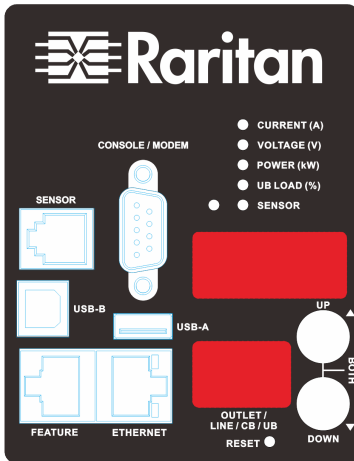 Raritan
CURRENT (A)
CONSOLE / MODEM
VOLTAGE (V)
POWER (kW)
UB LOAD (%)
SENSOR
SENSOR
USB-B
USB-A
UP
BOTH
DOWN
OUTLET /
LINE / CB / UB
FEATURE
ETHERNET
RESET